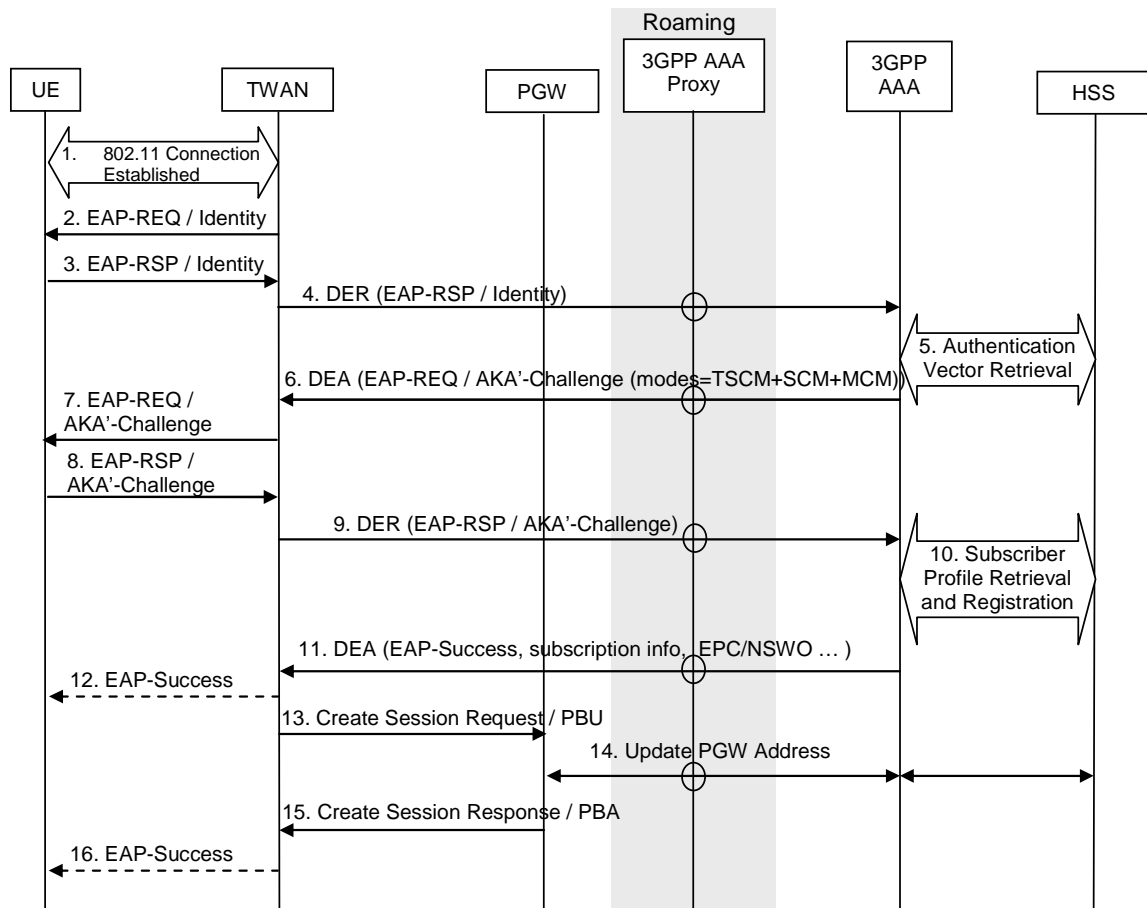 Roaming
UE
TWAN
PGW
3GPP AAA
Proxy
3GPP
AAA
HSS
1. 802.11 Connection
Established
2. EAP-REQ / Identity
3. EAP-RSP / Identity
4. DER (EAP-RSP / Identity)
5. Authentication
Vector Retrieval
6. DEA (EAP-REQ / AKA'-Challenge (modes=TSCM+SCM+MCM))
7. EAP-REQ /
AKA'-Challenge
8. EAP-RSP /
AKA'-Challenge
9. DER (EAP-RSP / AKA'-Challenge)
10. Subscriber
Profile Retrieval
and Registration
11. DEA (EAP-Success, subscription info, EPC/NSWO … )
12. EAP-Success
13. Create Session Request / PBU
14. Update PGW Address
15. Create Session Response / PBA
16. EAP-Success